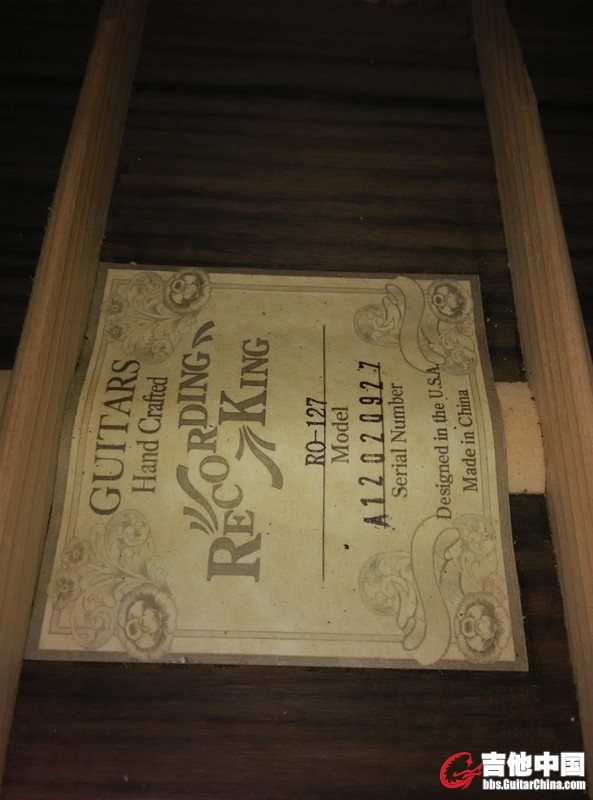 GUITARS
Hand Crafted
RECORDING
KING
RO-127
Model
A12020927
Serial Number
Designed in the U.S.A.
Made in China
吉他中国
bbs.GuitarChina.com